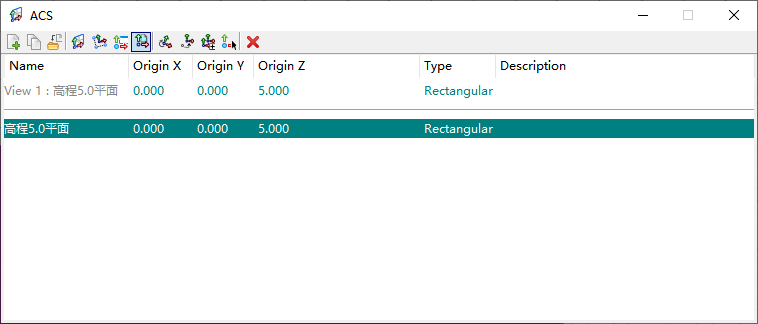 ACS
Name Origin X Origin Y Origin Z Type Description
View 1 : 高程5.0平面 0.000 0.000 5.000 Rectangular
高程5.0平面 0.000 0.000 5.000 Rectangular